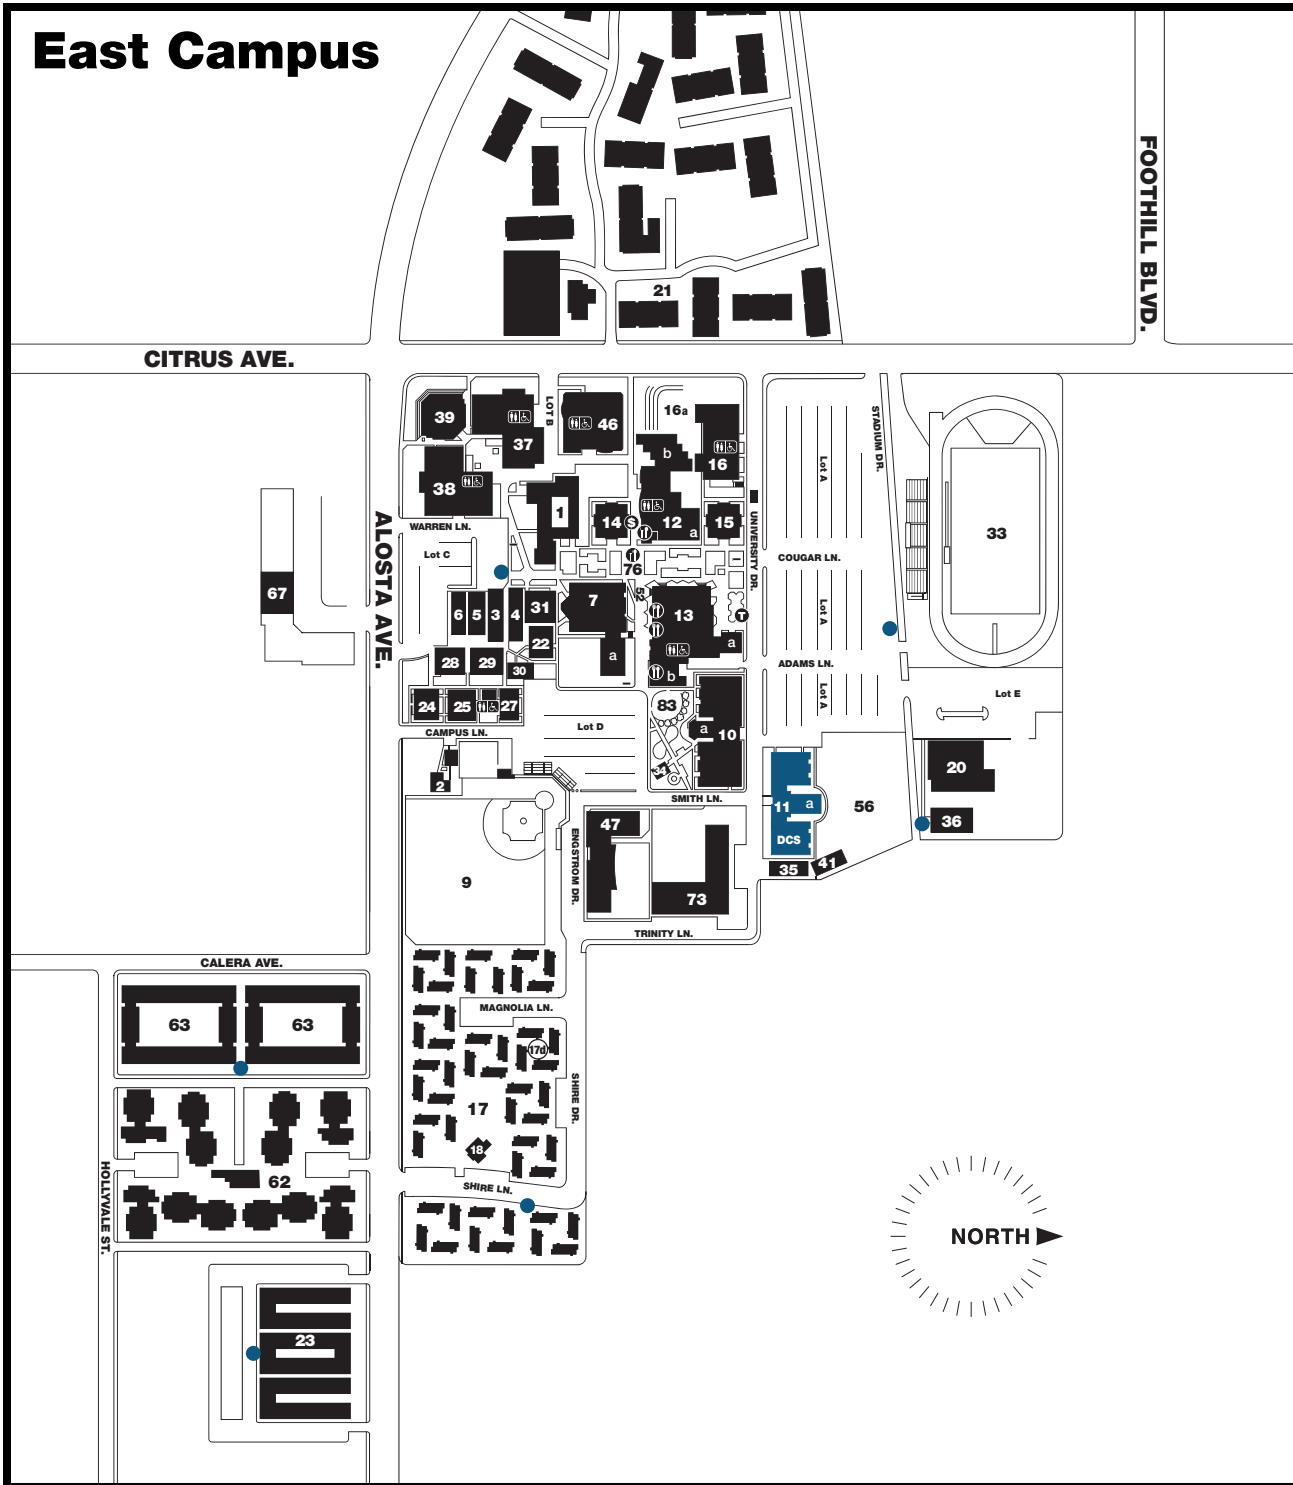 East Campus
FOOTHILL BLVD.
21
CITRUS AVE.
39
37
LOT B
46
16a
b
16
STADIUM DR.
Lot A
38
1
14
S
12
a
15
33
WARREN LN.
ALOSTA AVE.
Lot C
76
UNIVERSITY DR.
COUGAR LN.
67
6
5
3
4
31
7
52
13
T
Lot A
22
a
a
28
29
30
b
ADAMS LN.
24
25
27
83
Lot A
Lot E
CAMPUS LN.
Lot D
a
10
2
34
20
SMITH LN.
11
a
56
47
36
DCS
ENGSTROM DR.
35
41
9
73
TRINITY LN.
CALERA AVE.
MAGNOLIA LN.
63
63
17d
SHIRE DR.
17
18
62
HOLLYVALE ST.
SHIRE LN.
NORTH
23